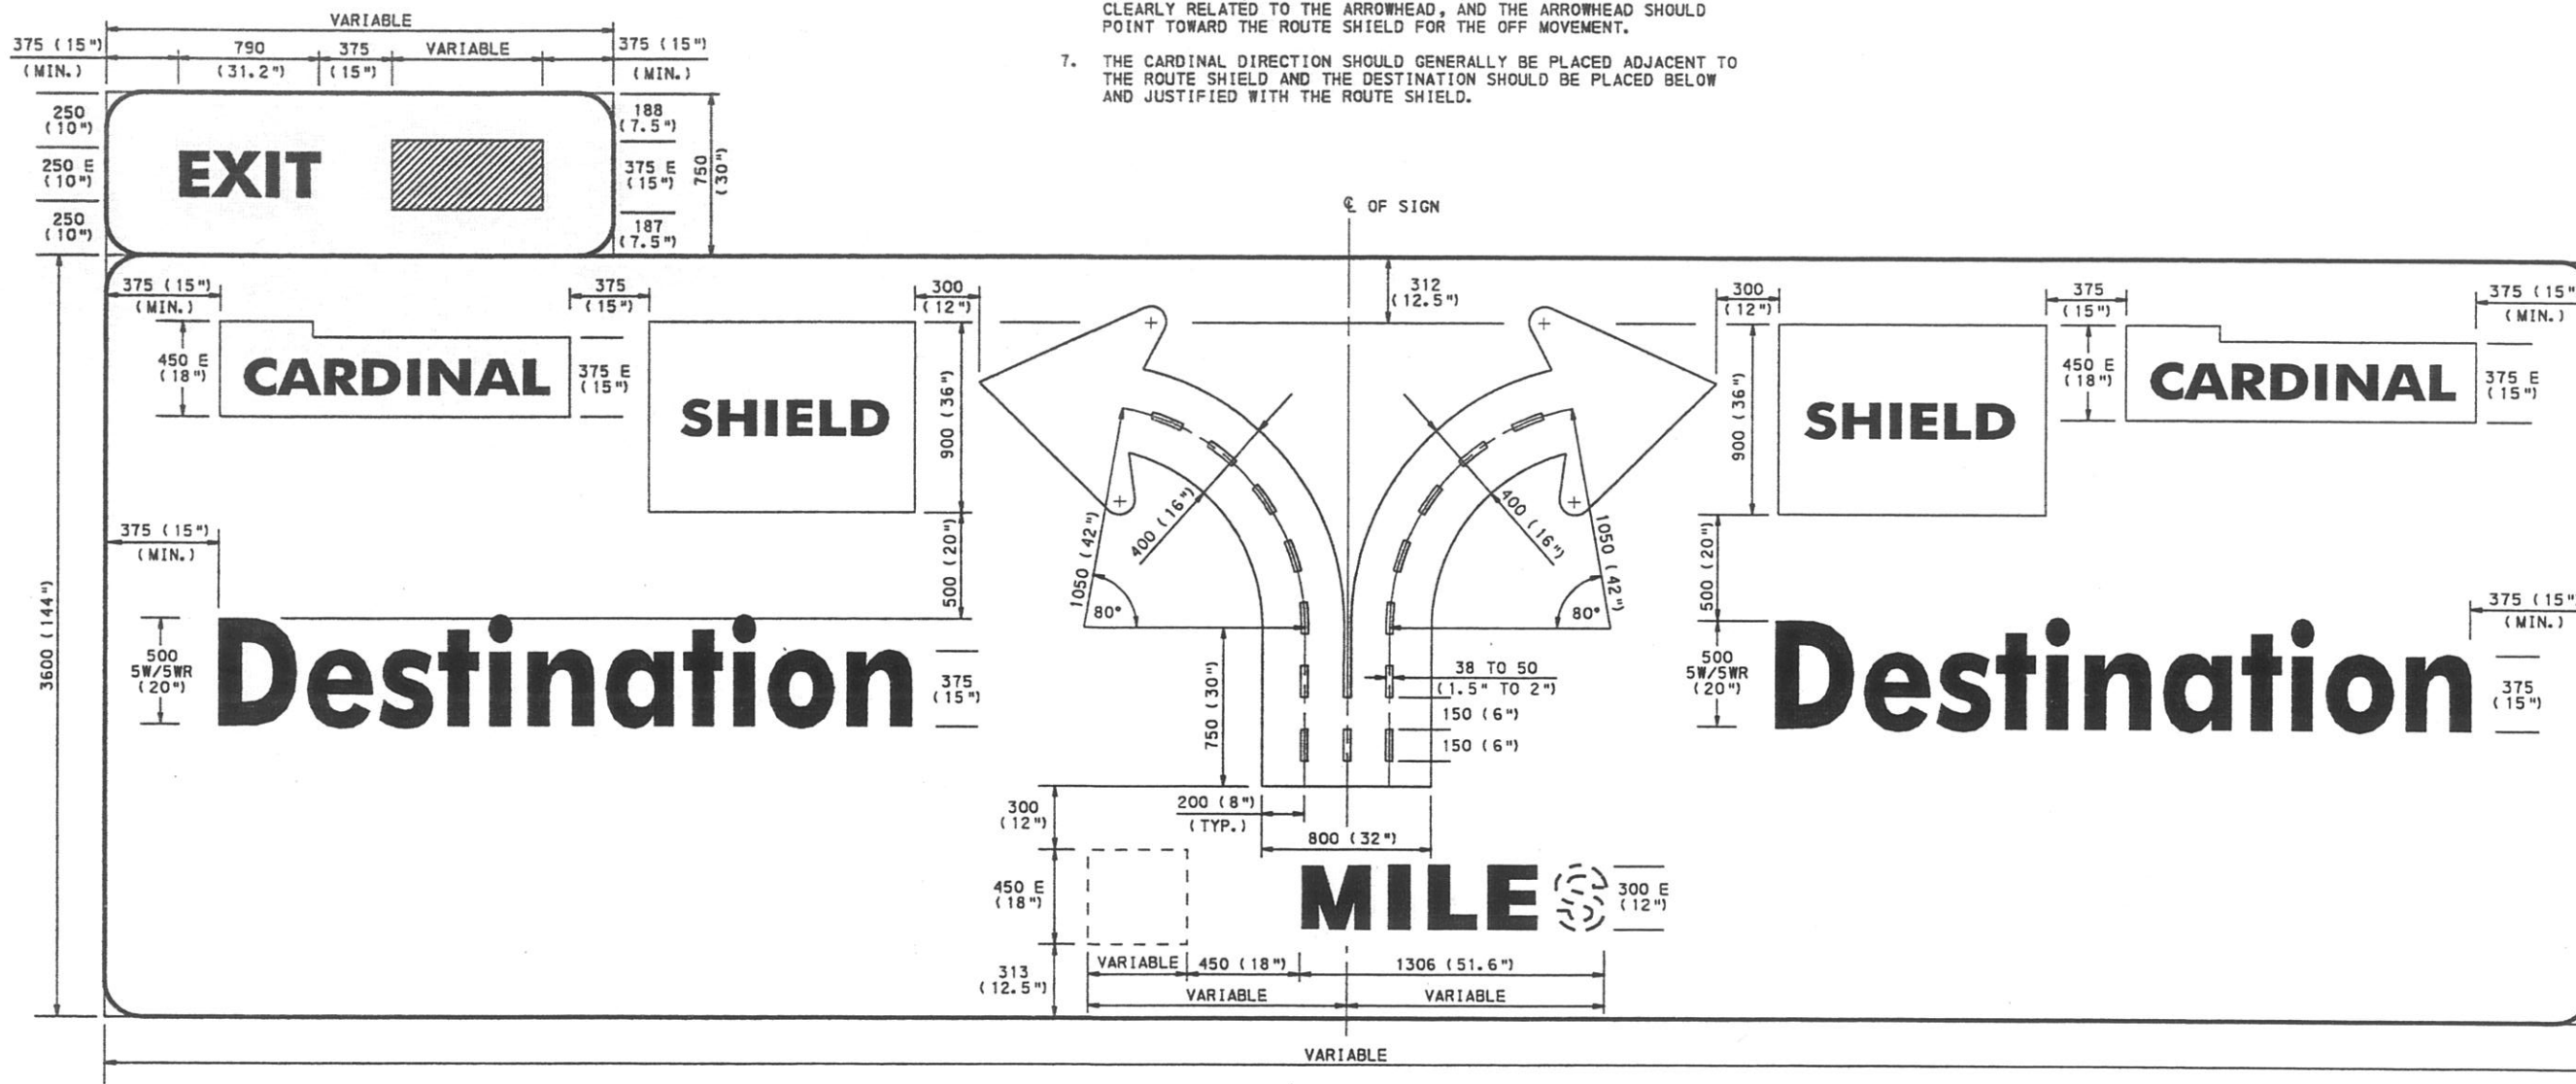 CLEARLY RELATED TO THE ARROWHEAD, AND THE ARROWHEAD SHOULD
POINT TOWARD THE ROUTE SHIELD FOR THE OFF MOVEMENT.
7. THE CARDINAL DIRECTION SHOULD GENERALLY BE PLACED ADJACENT TO
THE ROUTE SHIELD AND THE DESTINATION SHOULD BE PLACED BELOW
AND JUSTIFIED WITH THE ROUTE SHIELD.
VARIABLE
375 (15")
(MIN.)
790
(31.2")
375
(15")
VARIABLE
375 (15")
(MIN.)
250
(10")
250 E
(10")
250
(10")
EXIT
188
(7.5")
375 E
(15")
187
(7.5")
750
(30")
℄ OF SIGN
375 (15")
(MIN.)
375
(15")
300
(12")
312
(12.5")
300
(12")
375
(15")
375 (15"
(MIN.)
450 E
(18")
CARDINAL
375 E
(15")
SHIELD
900 (36")
900 (36")
SHIELD
450 E
(18")
CARDINAL
375 E
(15")
400 (16")
1050 (42")
80°
400 (16")
1050 (42")
80°
375 (15")
(MIN.)
500 (20")
500 (20")
375 (15"
(MIN.)
3600 (144")
500
5W/5WR
(20")
Destination
375
(15")
750 (30")
38 TO 50
(1.5" TO 2")
150 (6")
150 (6")
500
5W/5WR
(20")
Destination
375
(15")
200 (8")
(TYP.)
800 (32")
300
(12")
450 E
(18")
313
(12.5")
MILE S
300 E
(12")
VARIABLE
450 (18")
1306 (51.6")
VARIABLE
VARIABLE
VARIABLE